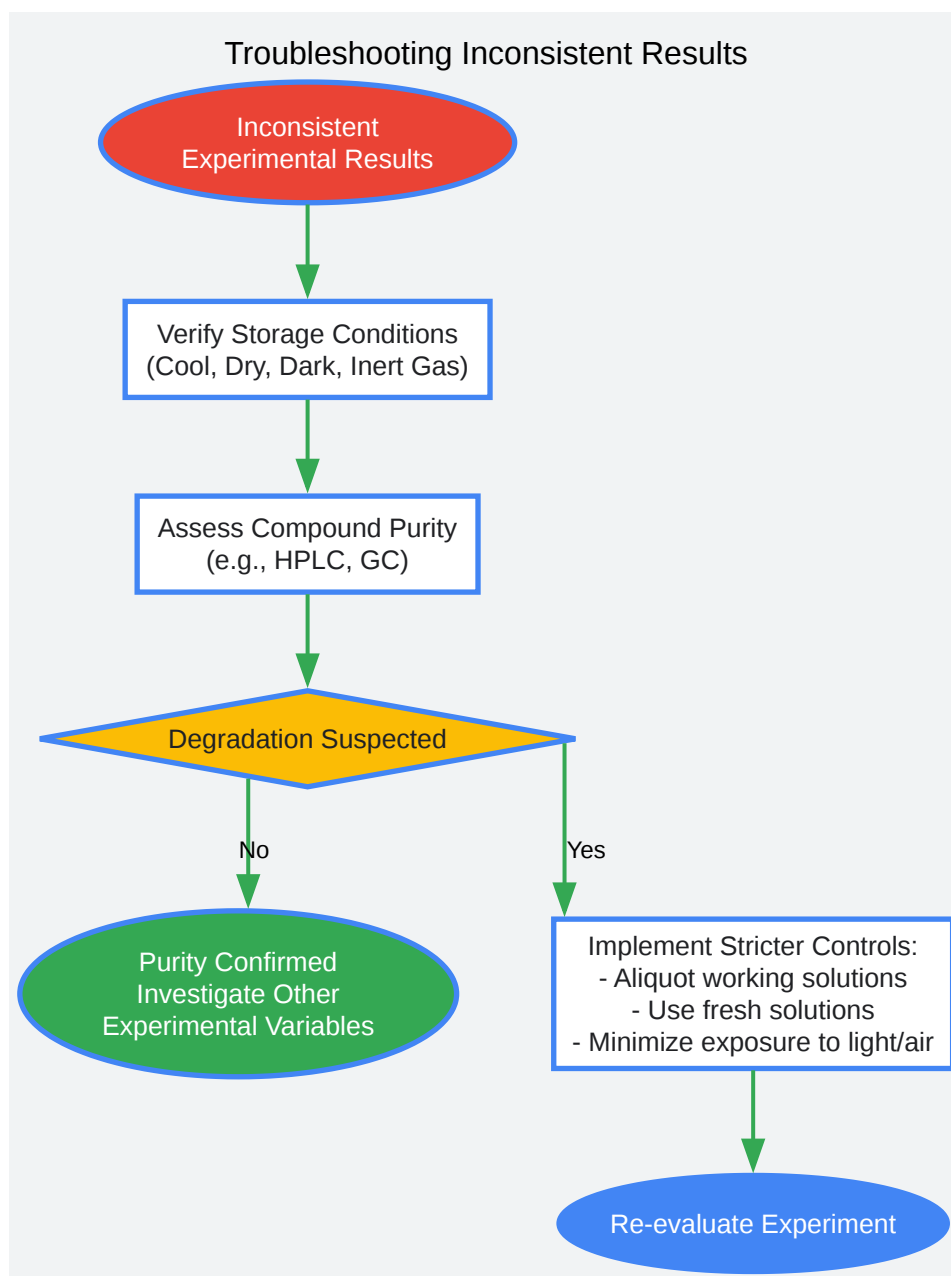 Troubleshooting Inconsistent Results
Inconsistent
Experimental Results
Verify Storage Conditions
(Cool, Dry, Dark, Inert Gas)
Assess Compound Purity
(e.g., HPLC, GC)
Degradation Suspected
No
Yes
Purity Confirmed
Investigate Other
Experimental Variables
Implement Stricter Controls:
- Aliquot working solutions
- Use fresh solutions
- Minimize exposure to light/air
Re-evaluate Experiment